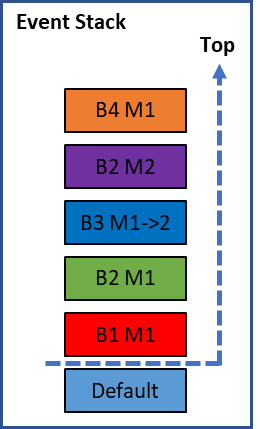 Event Stack
Top
B4 M1
B2 M2
B3 M1->2
B2 M1
B1 M1
Default